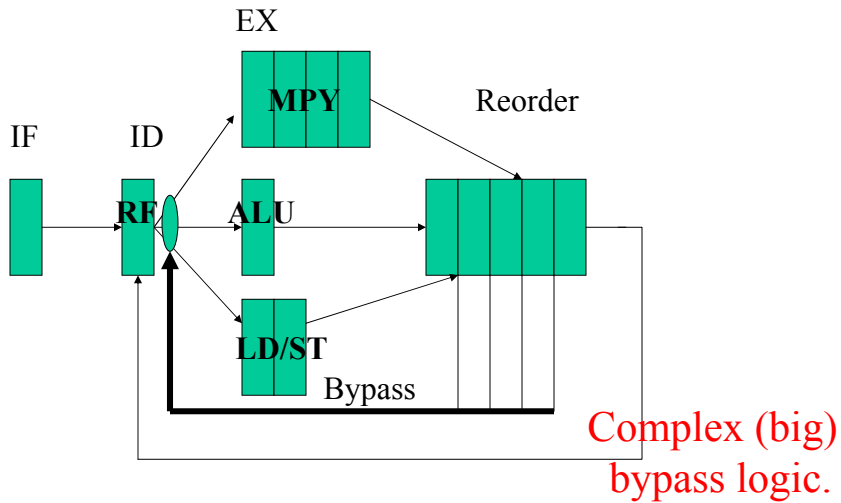 EX
MPY
Reorder
IF
ID
RF
ALU
LD/ST
Bypass
Complex (big)
bypass logic.